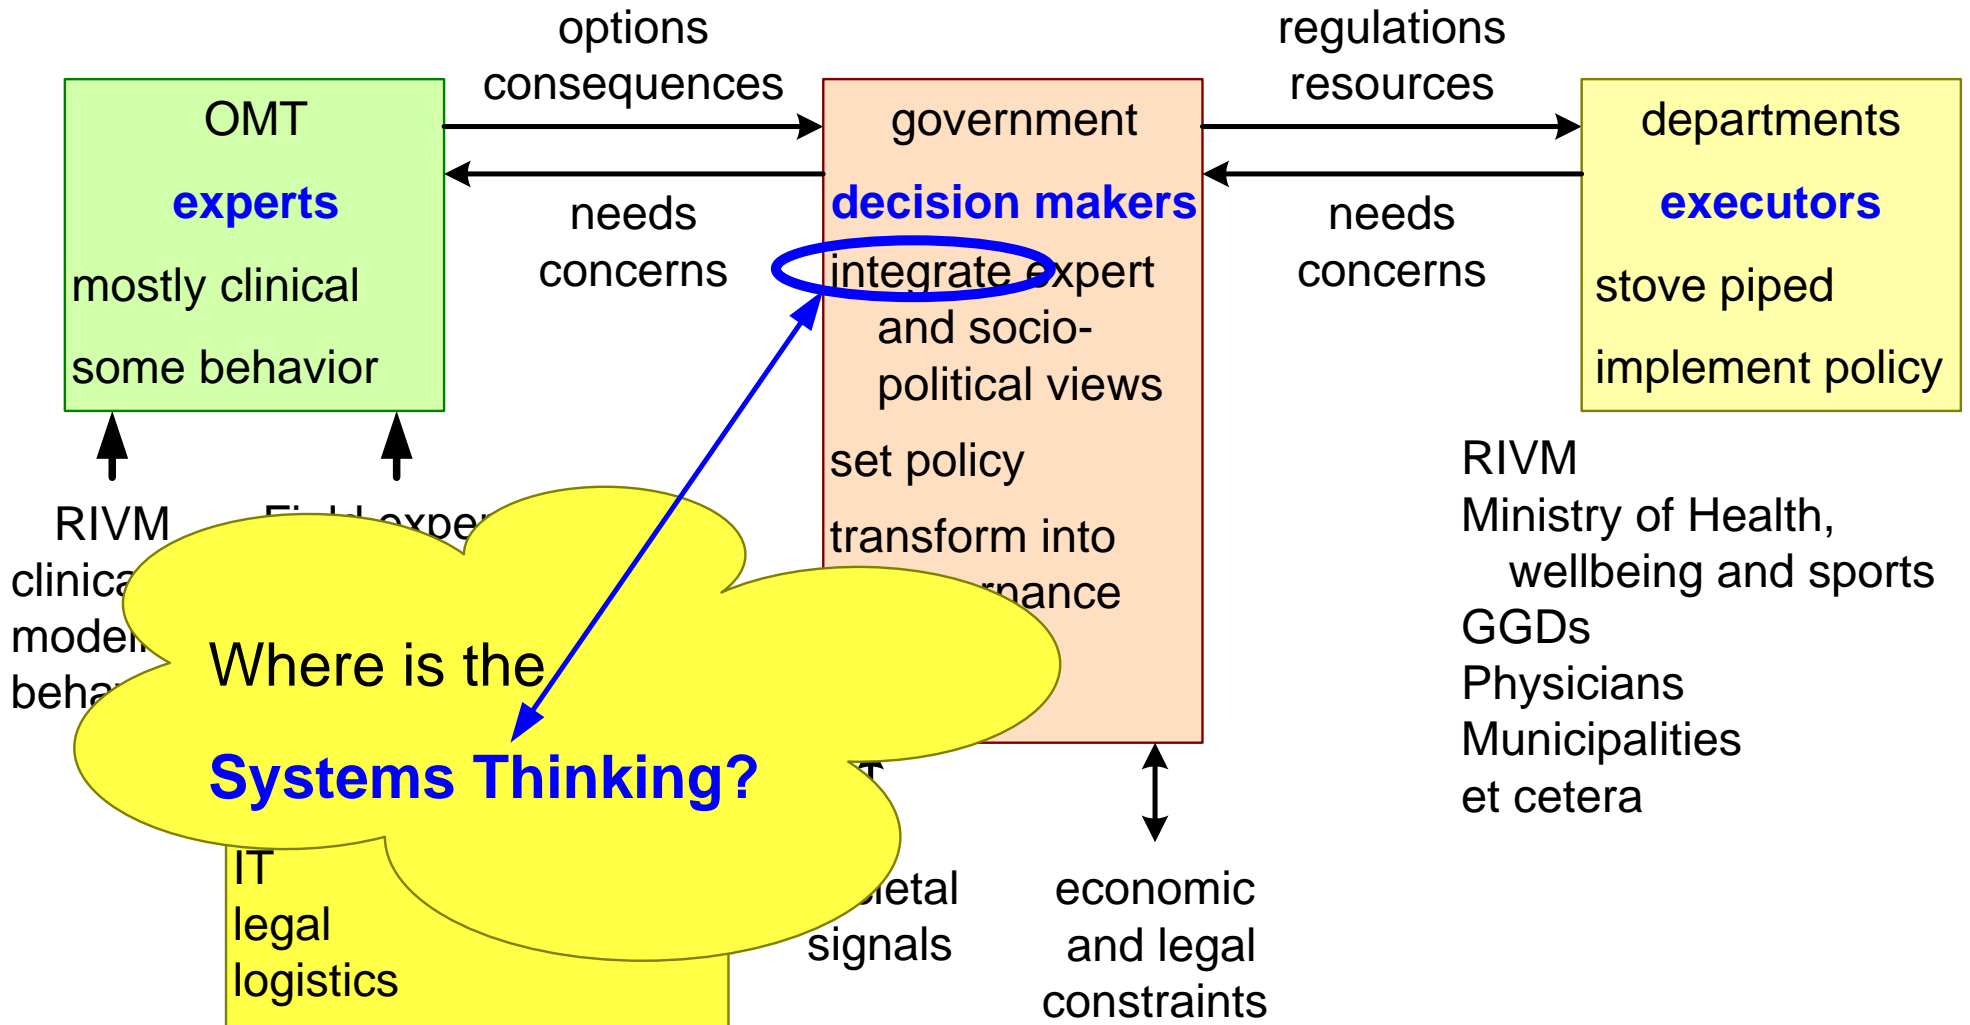 options
consequences
regulations
resources
OMT
experts
mostly clinical
some behavior
needs
concerns
government
decision makers
integrate expert
and socio-
political views
set policy
transform into
needs
concerns
departments
executors
stove piped
implement policy
RIVM
Where is the
Systems Thinking?
IT
legal
logistics
signals
economic
and legal
constraints
RIVM
Ministry of Health,
wellbeing and sports
GGDs
Physicians
Municipalities
et cetera